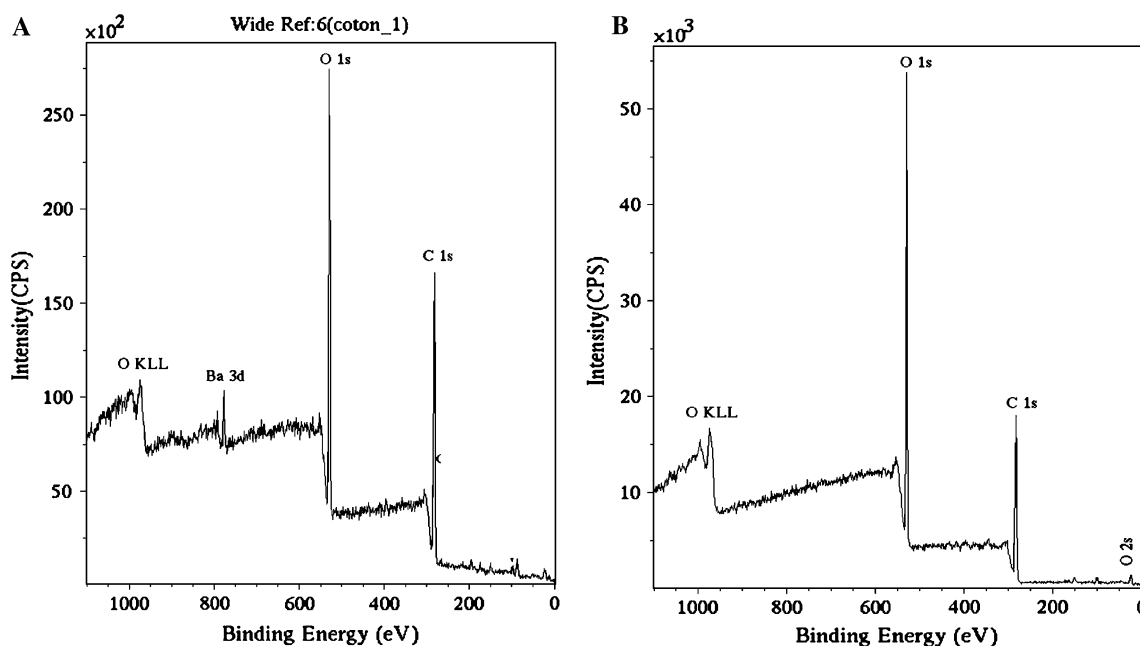 A
×10²
Wide Ref:6(coton_1)
O 1s
250
200
150
100
50
C 1s
O KLL
Ba 3d
Intensity(CPS)
1000 800 600 400 200 0
Binding Energy (eV)
B
×10³
O 1s
50
40
30
20
10
O KLL
C 1s
O 2s
Intensity(CPS)
1000 800 600 400 200 0
Binding Energy (eV)